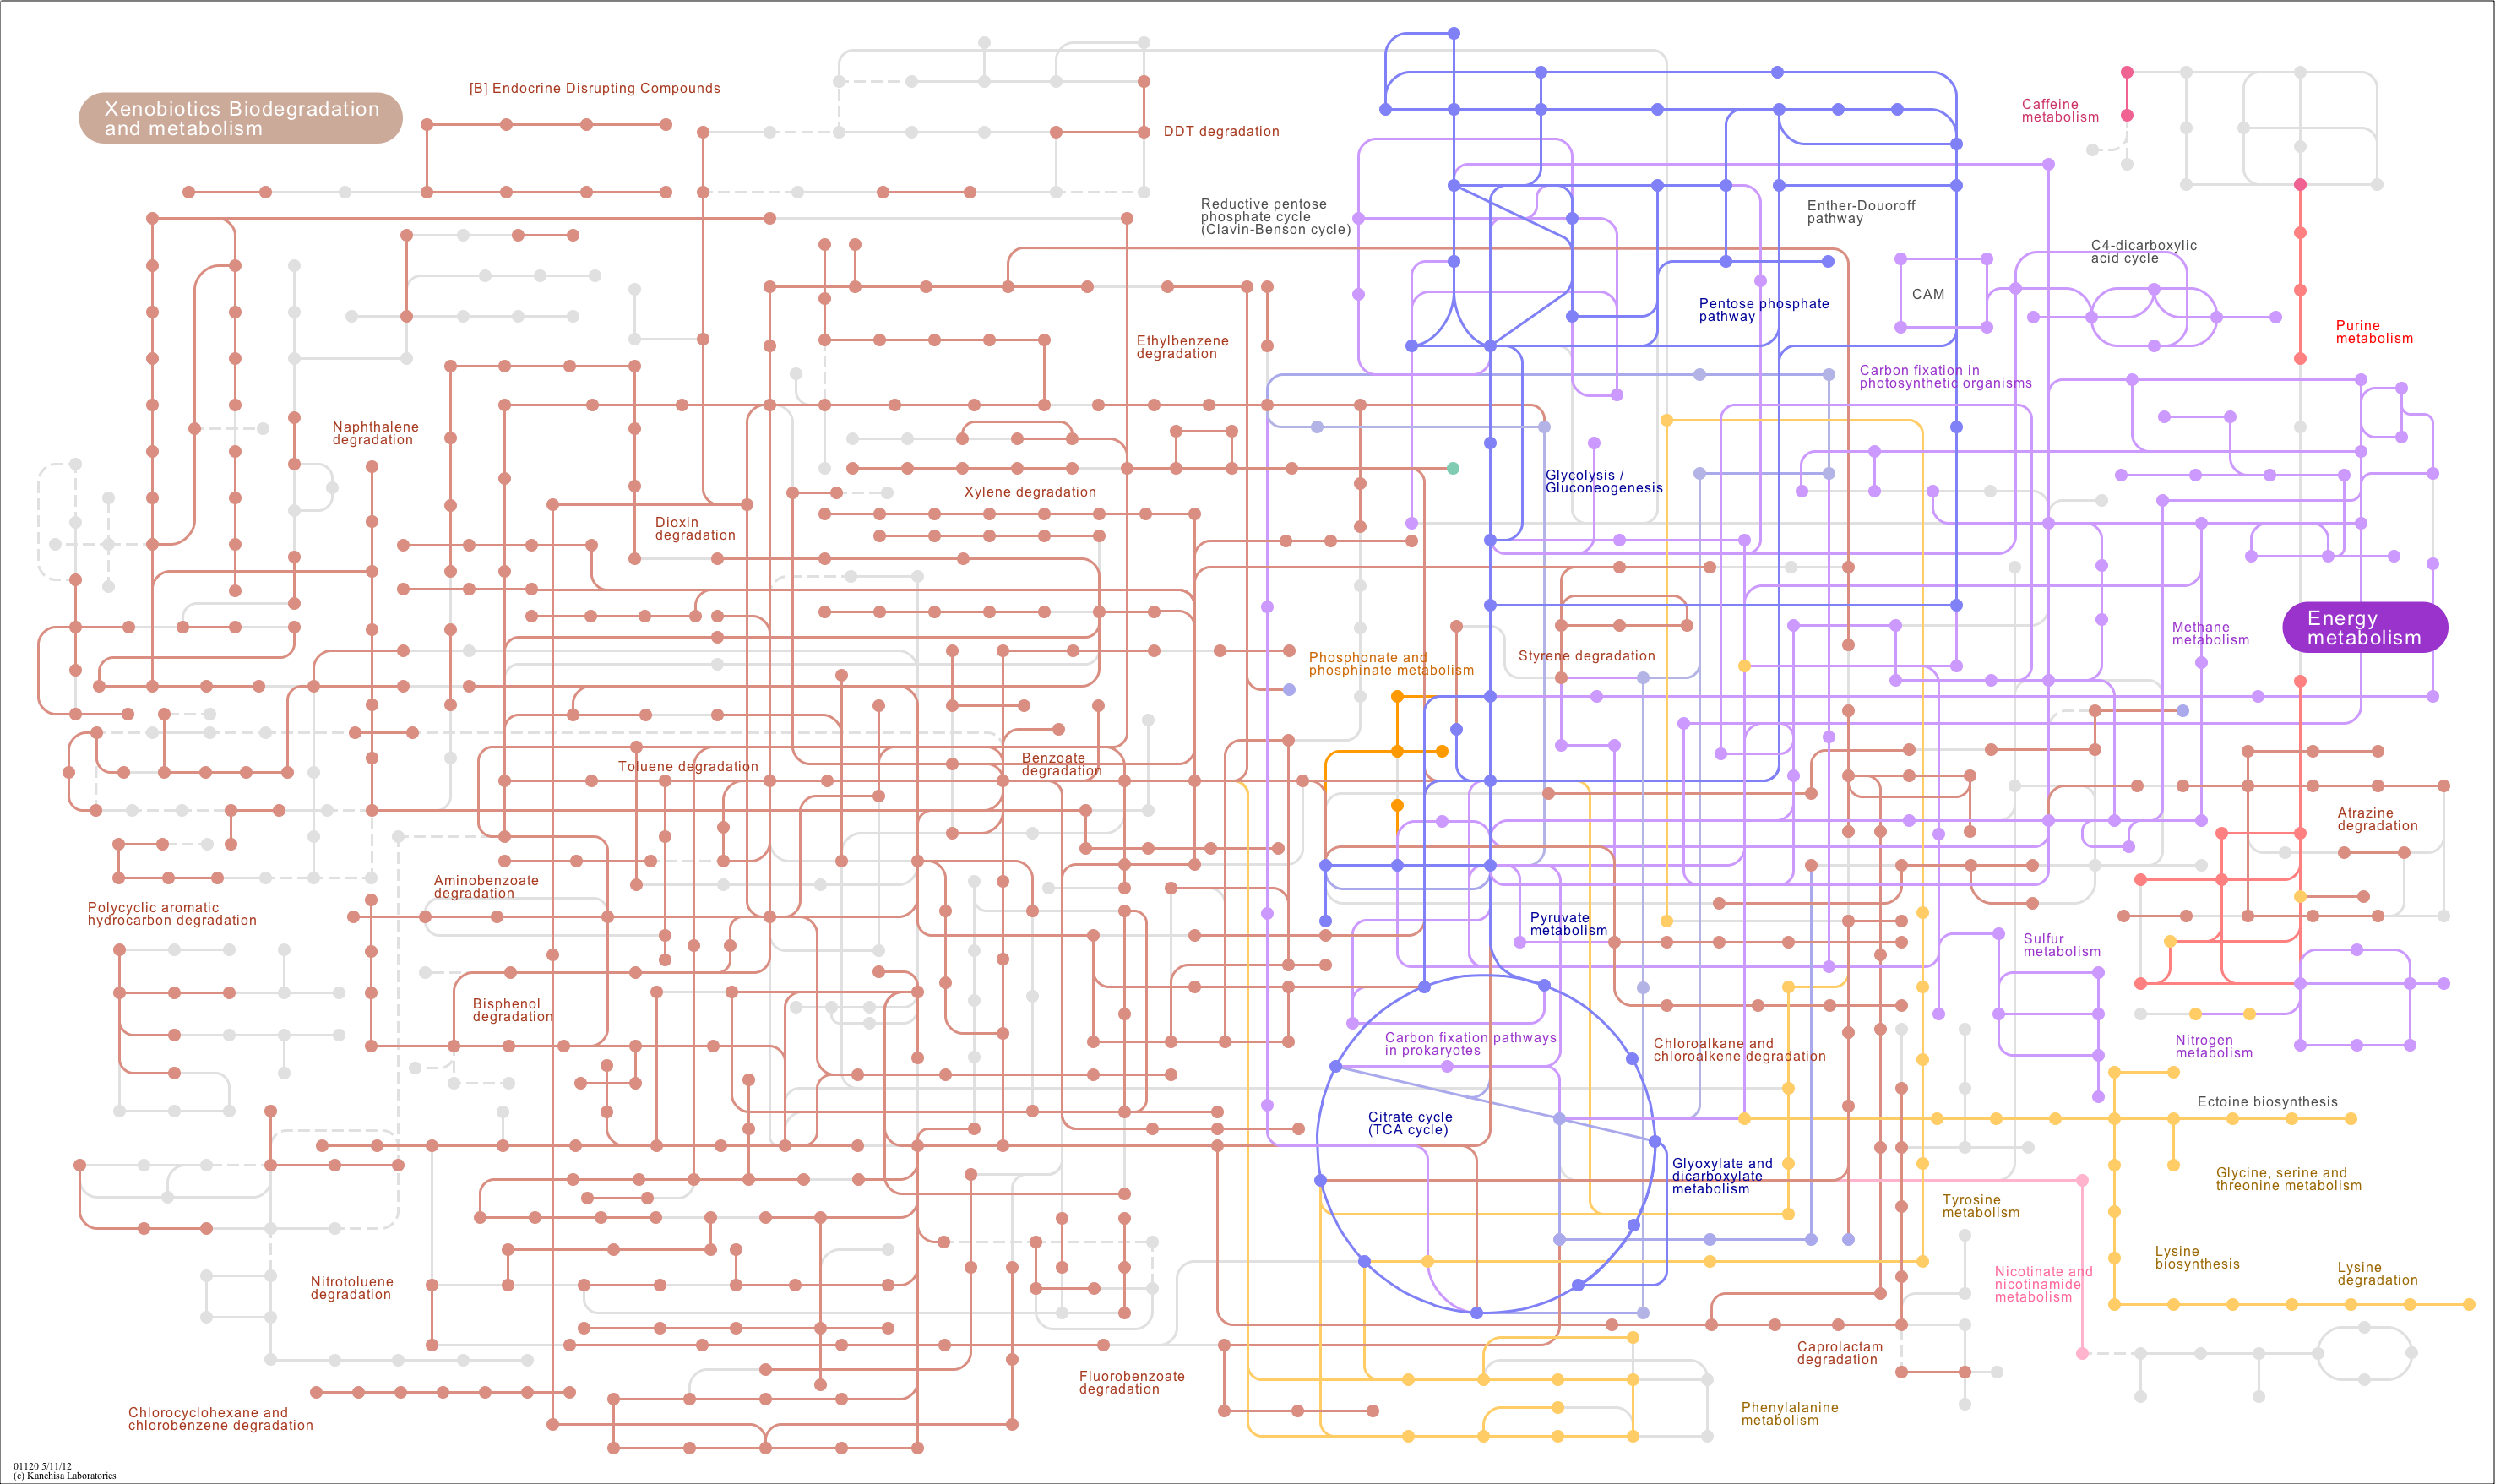 [B] Endocrine Disrupting Compounds
Xenobiotics Biodegradation
and metabolism
DDT degradation
Caffeine
metabolism
Reductive pentose
phosphate cycle
(Clavin-Benson cycle)
Enther-Douoroff
pathway
C4-dicarboxylic
acid cycle
CAM
Pentose phosphate
pathway
Purine
metabolism
Ethylbenzene
degradation
Carbon fixation in
photosynthetic organisms
Naphthalene
degradation
Glycolysis /
Gluconeogenesis
Xylene degradation
Dioxin
degradation
Energy
metabolism
Methane
metabolism
Phosphonate and
phosphinate metabolism
Styrene degradation
Benzoate
degradation
Toluene degradation
Atrazine
degradation
Aminobenzoate
degradation
Polycyclic aromatic
hydrocarbon degradation
Pyruvate
metabolism
Sulfur
metabolism
Bisphenol
degradation
Carbon fixation pathways
in prokaryotes
Chloroalkane and
chloroalkene degradation
Nitrogen
metabolism
Ectoine biosynthesis
Citrate cycle
(TCA cycle)
Glyoxylate and
dicarboxylate
metabolism
Glycine, serine and
threonine metabolism
Tyrosine
metabolism
Lysine
biosynthesis
Lysine
degradation
Nicotinate and
nicotinamide
metabolism
Nitrotoluene
degradation
Caprolactam
degradation
Fluorobenzoate
degradation
Phenylalanine
metabolism
Chlorocyclohexane and
chlorobenzene degradation
01120 5/11/12
(c) Kanehisa Laboratories